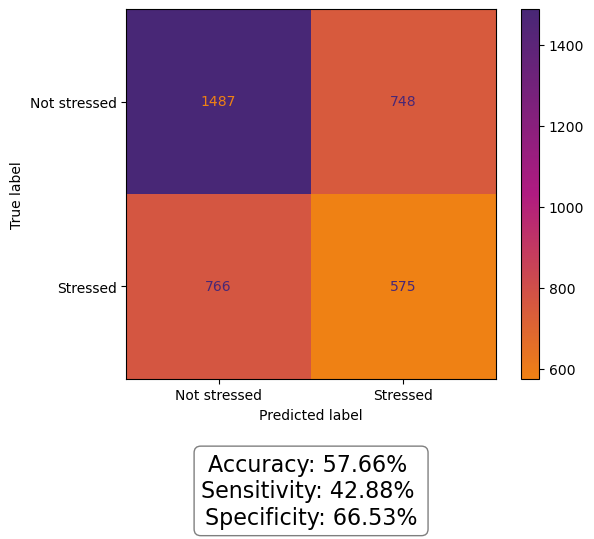 1400
Not stressed
1487
748
1200
True label
1000
Stressed
766
575
800
600
Not stressed
Stressed
Predicted label
Accuracy: 57.66%
Sensitivity: 42.88%
Specificity: 66.53%